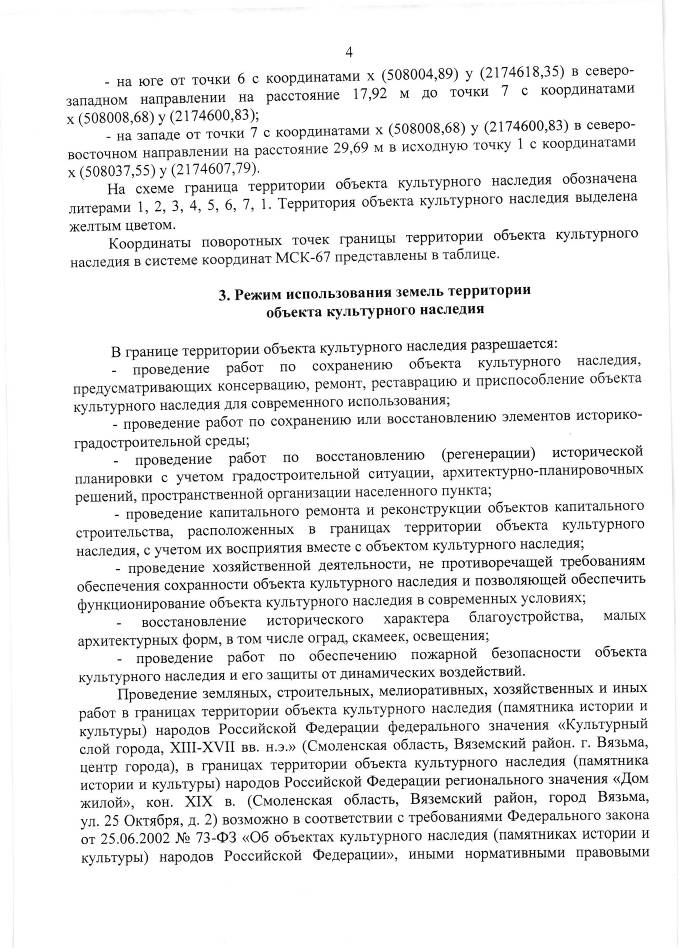 4
- на юге от точки 6 с координатами x (508004,89) y (2174618,35) в северо-
западном направлении на расстояние 17,92 м до точки 7 с координатами
x (508008,68) y (2174600,83);
- на западе от точки 7 с координатами x (508008,68) y (2174600,83) в северо-
восточном направлении на расстояние 29,69 м в исходную точку 1 с координатами
x (508037,55) y (2174607,79).
На схеме граница территории объекта культурного наследия обозначена
литерами 1, 2, 3, 4, 5, 6, 7, 1. Территория объекта культурного наследия выделена
желтым цветом.
Координаты поворотных точек границы территории объекта культурного
наследия в системе координат МСК-67 представлены в таблице.
3. Режим использования земель территории
объекта культурного наследия
В границе территории объекта культурного наследия разрешается:
- проведение работ по сохранению объекта культурного наследия,
предусматривающих консервацию, ремонт, реставрацию и приспособление объекта
культурного наследия для современного использования;
- проведение работ по сохранению или восстановлению элементов историко-
градостроительной среды;
- проведение работ по восстановлению (регенерации) исторической
планировки с учетом градостроительной ситуации, архитектурно-планировочных
решений, пространственной организации населенного пункта;
- проведение капитального ремонта и реконструкции объектов капитального
строительства, расположенных в границах территории объекта культурного
наследия, с учетом их восприятия вместе с объектом культурного наследия;
- проведение хозяйственной деятельности, не противоречащей требованиям
обеспечения сохранности объекта культурного наследия и позволяющей обеспечить
функционирование объекта культурного наследия в современных условиях;
- восстановление исторического характера благоустройства, малых
архитектурных форм, в том числе оград, скамеек, освещения;
- проведение работ по обеспечению пожарной безопасности объекта
культурного наследия и его защиты от динамических воздействий.
Проведение земляных, строительных, мелиоративных, хозяйственных и иных
работ в границах территории объекта культурного наследия (памятника истории и
культуры) народов Российской Федерации федерального значения «Культурный
слой города, XIII-XVII вв. н.э.» (Смоленская область, Вяземский район. г. Вязьма,
центр города), в границах территории объекта культурного наследия (памятника
истории и культуры) народов Российской Федерации регионального значения «Дом
жилой», кон. XIX в. (Смоленская область, Вяземский район, город Вязьма,
ул. 25 Октября, д. 2) возможно в соответствии с требованиями Федерального закона
от 25.06.2002 № 73-ФЗ «Об объектах культурного наследия (памятниках истории и
культуры) народов Российской Федерации», иными нормативными правовыми